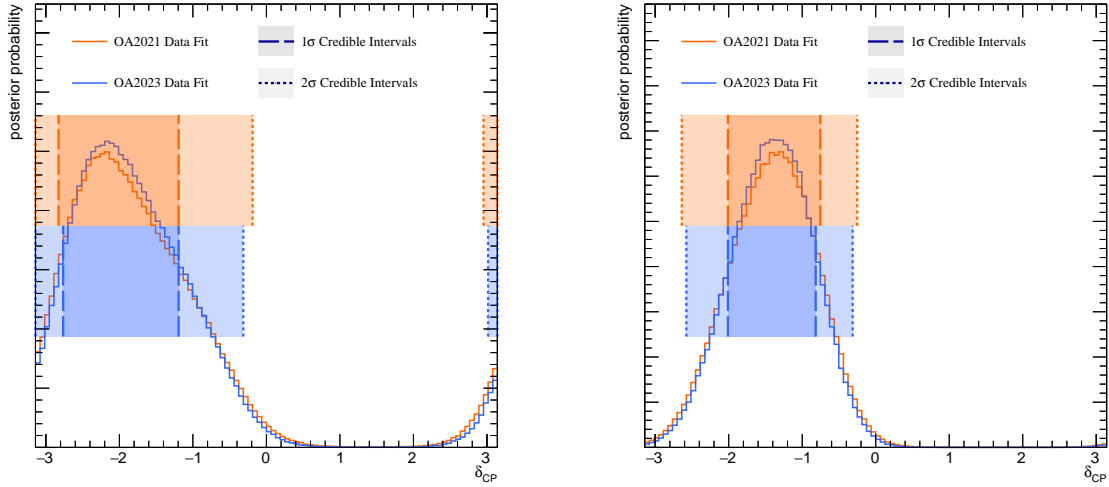 posterior probability
OA2021 Data Fit
1σ Credible Intervals
OA2023 Data Fit
2σ Credible Intervals
−3 −2 −1 0 1 2 3
δCP
posterior probability
OA2021 Data Fit
1σ Credible Intervals
OA2023 Data Fit
2σ Credible Intervals
−3 −2 −1 0 1 2 3
δCP